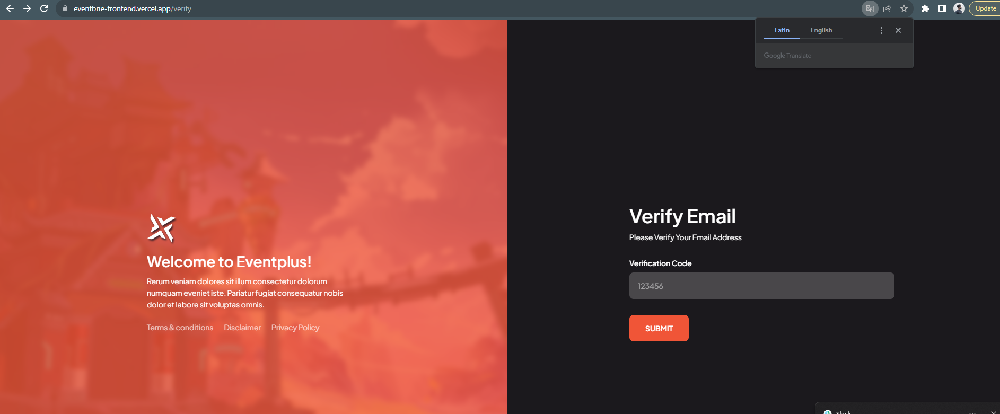 eventbrie-frontend.vercel.app/verify
Update
Latin English
Google Translate
Welcome to Eventplus!
Rerum veniam dolores sit illum consectetur dolorum
numquam eveniet iste. Pariatur fugiat consequatur nobis
dolor et labore sit voluptas omnis.
Terms & conditions Disclaimer Privacy Policy
Verify Email
Please Verify Your Email Address
Verification Code
123456
SUBMIT
Slack